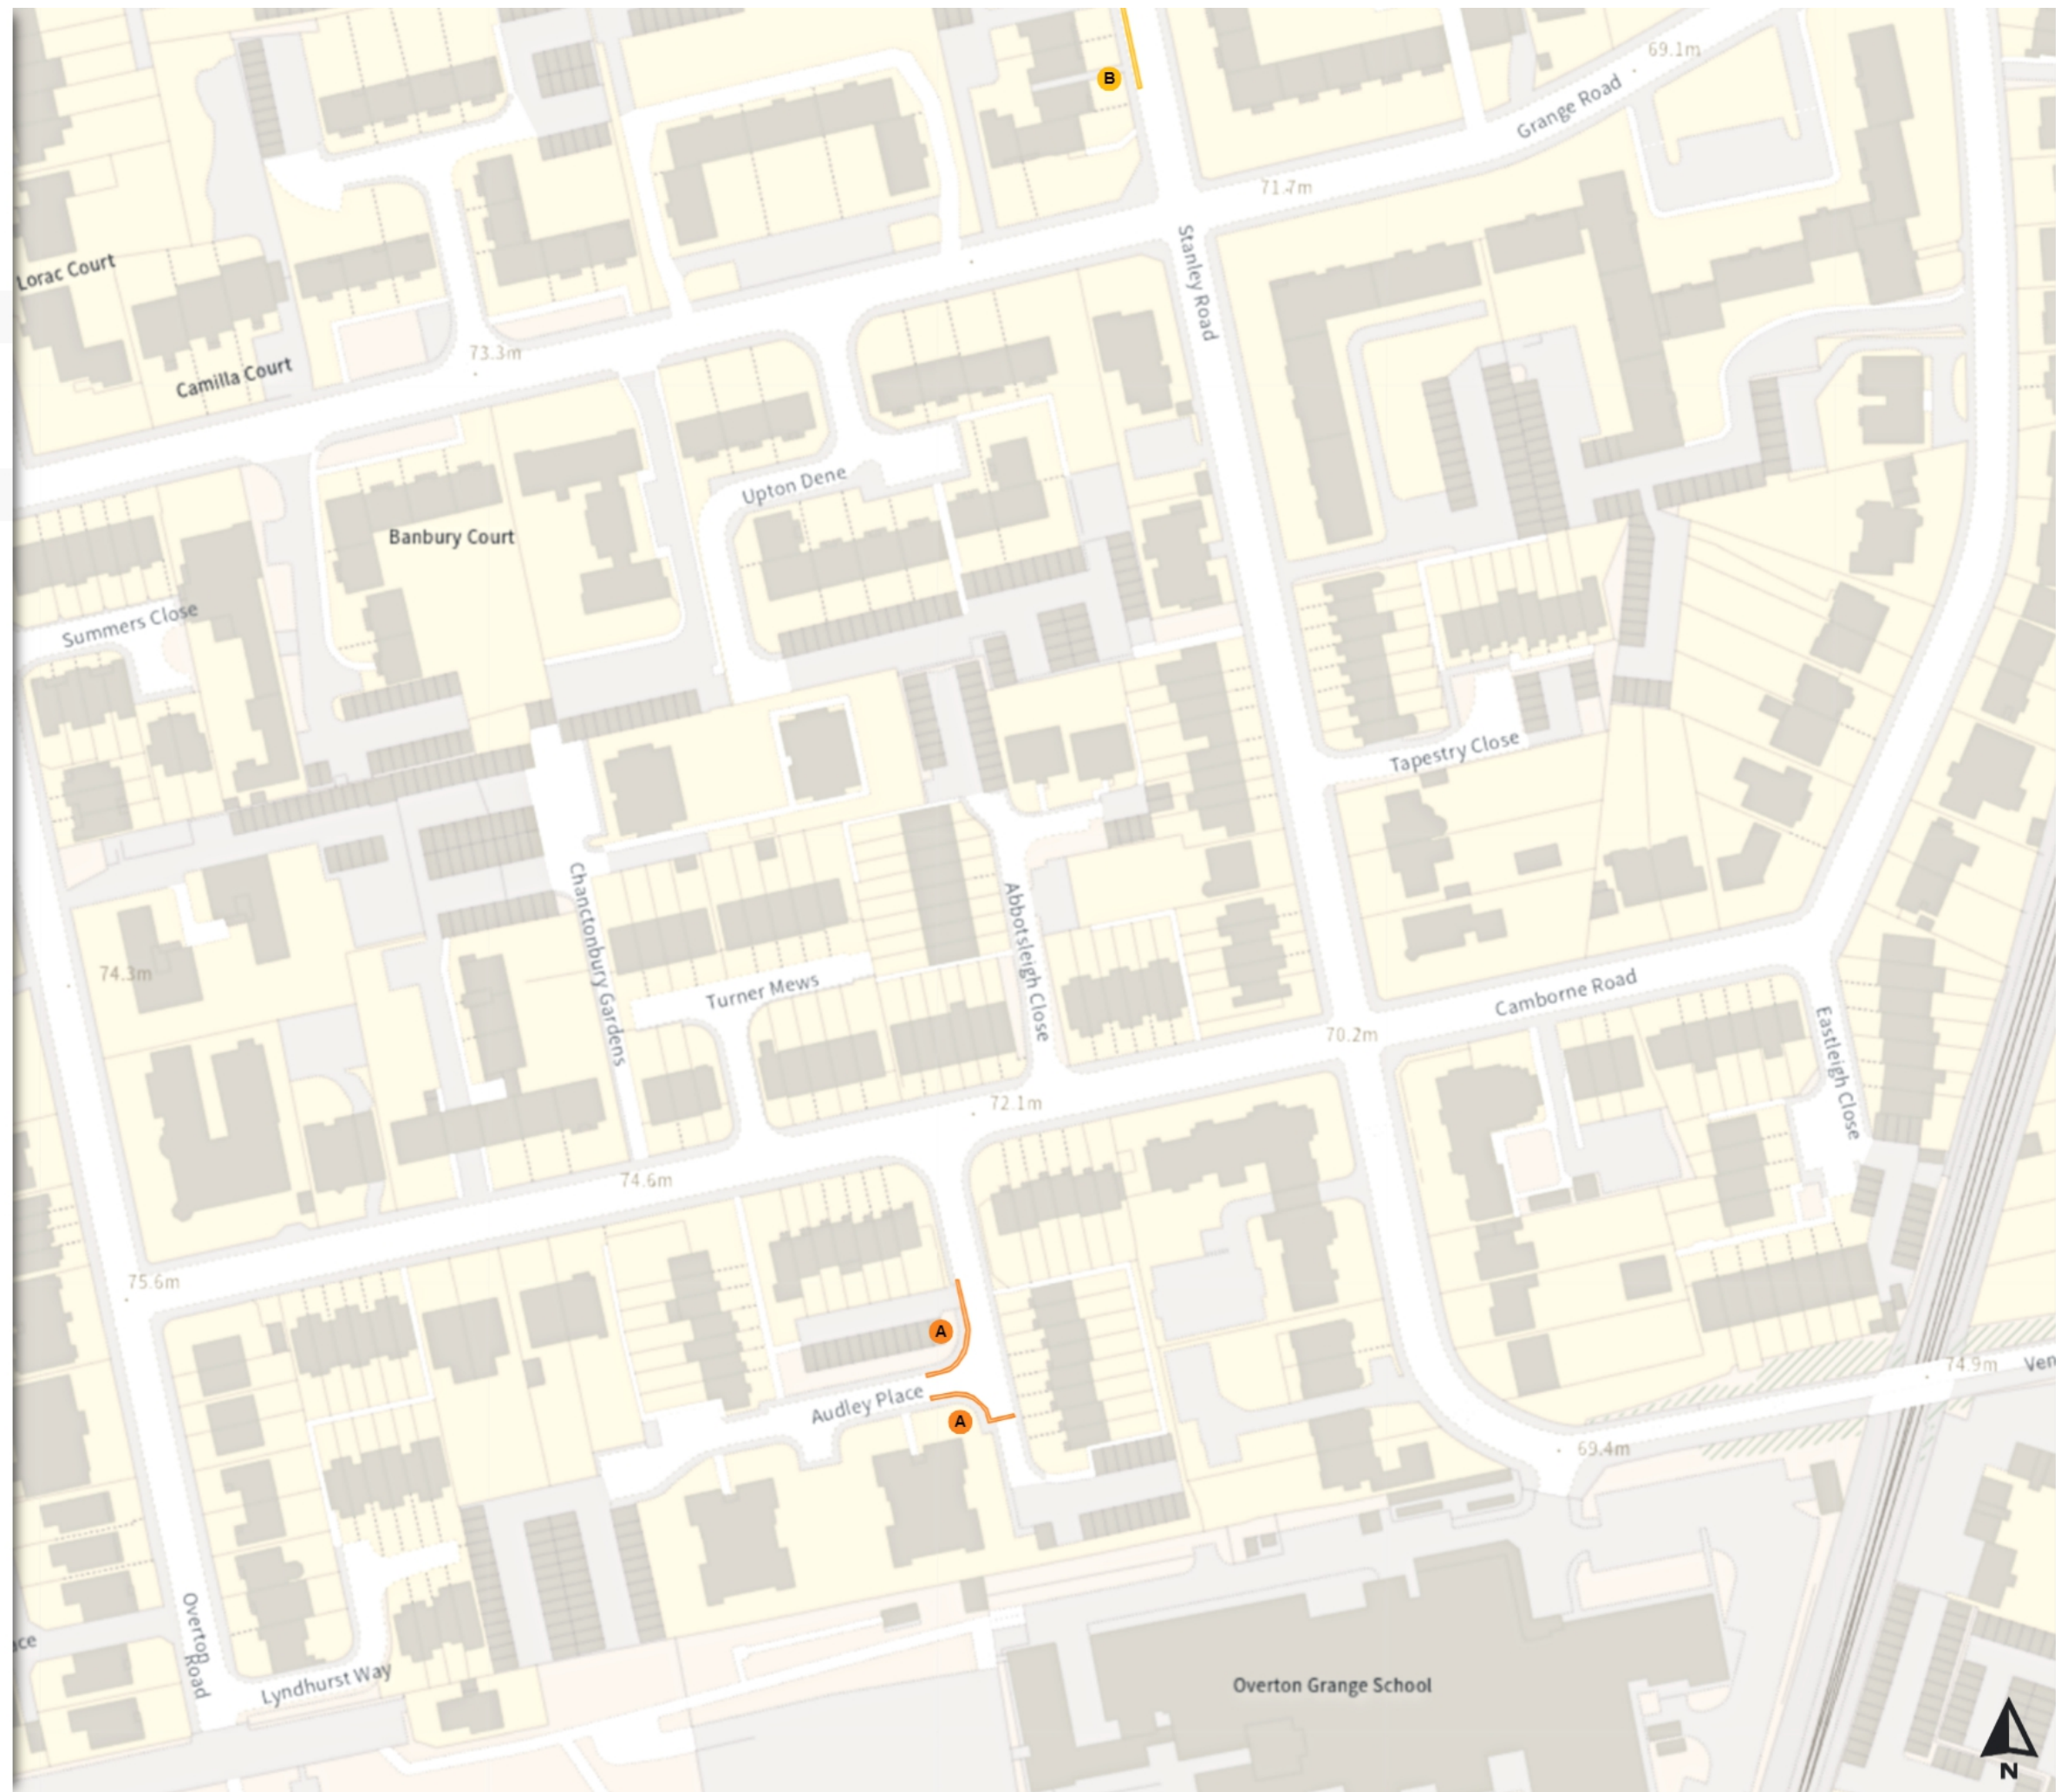 B
69.1m
Grange Road
71.7m
Stanley Road
Lorac Court
73.3m
Camilla Court
Upton Dene
Banbury Court
Summers Close
Tapestry Close
Chanctonbury Gardens
Abbotsleigh Close
74.3m
Turner Mews
Camborne Road
70.2m
Eastleigh Close
72.1m
74.6m
75.6m
A
74.9m
Ven
Audley Place
A
69.4m
Overton
Road
ace
Lyndhurst Way
Overton Grange School
N